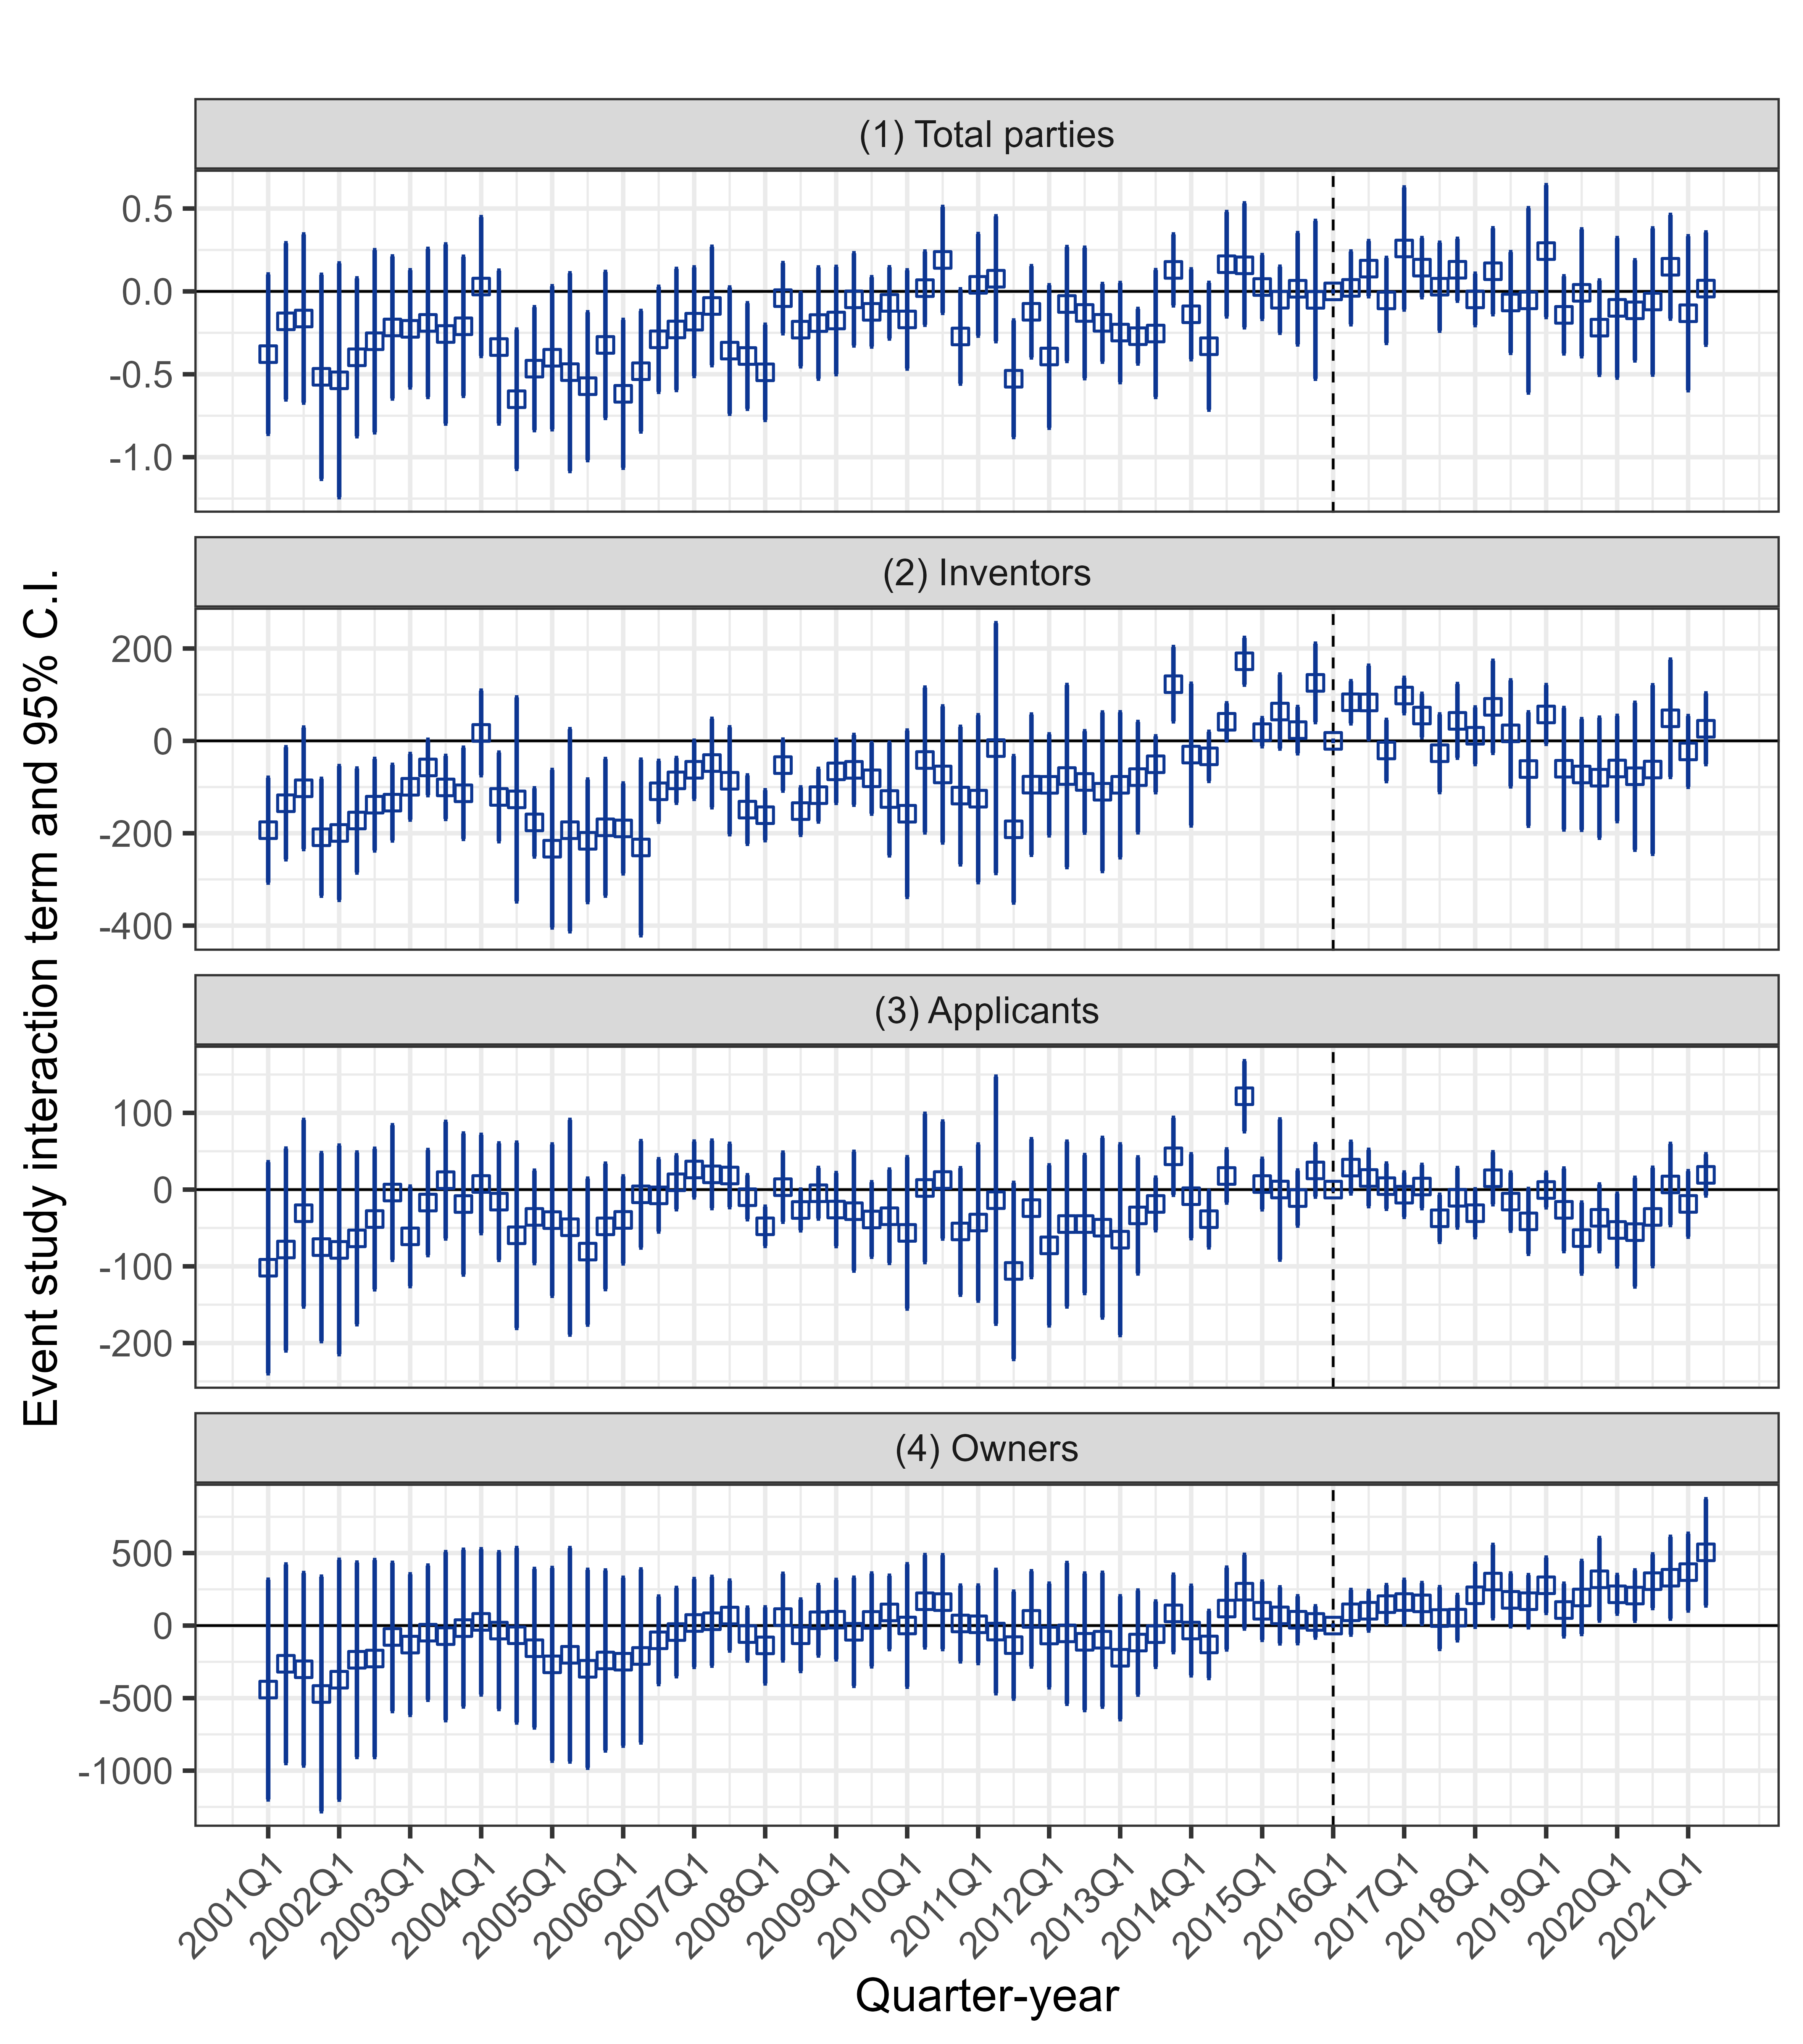 (1) Total parties
0.5
0.0
-0.5
-1.0
(2) Inventors
200
0
-200
-400
(3) Applicants
100
0
-100
-200
(4) Owners
500
0
-500
-1000
Event study interaction term and 95% C.I.
2001Q1
2002Q1
2003Q1
2004Q1
2005Q1
2006Q1
2007Q1
2008Q1
2009Q1
2010Q1
2011Q1
2012Q1
2013Q1
2014Q1
2015Q1
2016Q1
2017Q1
2018Q1
2019Q1
2020Q1
2021Q1
Quarter-year